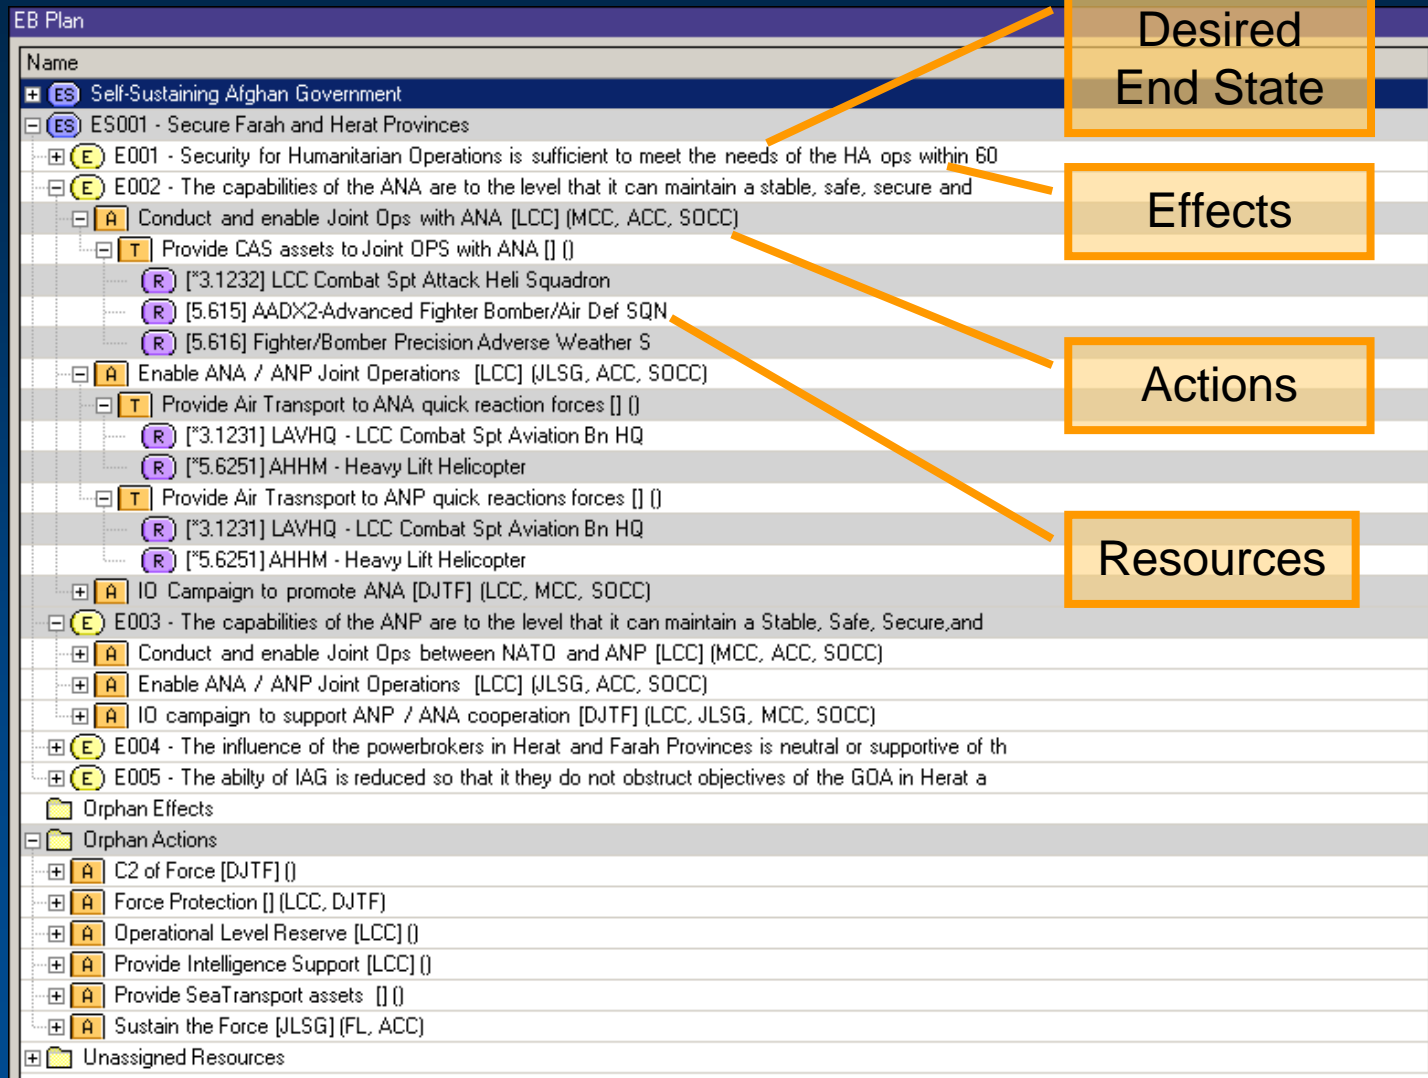 EB Plan
Desired
End State
Name
ES Self-Sustaining Afghan Government
ES ES001 - Secure Farah and Herat Provinces
E E001 - Security for Humanitarian Operations is sufficient to meet the needs of the HA ops within 60
E E002 - The capabilities of the ANA are to the level that it can maintain a stable, safe, secure and
Effects
A Conduct and enable Joint Ops with ANA [LCC] (MCC, ACC, SOCC)
T Provide CAS assets to Joint OPS with ANA [] ()
R [*3.1232] LCC Combat Spt Attack Heli Squadron
R [5.615] AADX2-Advanced Fighter Bomber/Air Def SQN
R [5.616] Fighter/Bomber Precision Adverse Weather S
A Enable ANA / ANP Joint Operations [LCC] (JLSG, ACC, SOCC)
Actions
T Provide Air Transport to ANA quick reaction forces [] ()
R [*3.1231] LAVHQ - LCC Combat Spt Aviation Bn HQ
R [*5.6251] AHHM - Heavy Lift Helicopter
T Provide Air Trasnsport to ANP quick reactions forces [] ()
R [*3.1231] LAVHQ - LCC Combat Spt Aviation Bn HQ
R [*5.6251] AHHM - Heavy Lift Helicopter
Resources
A IO Campaign to promote ANA [DJTF] (LCC, MCC, SOCC)
E E003 - The capabilities of the ANP are to the level that it can maintain a Stable, Safe, Secure,and
A Conduct and enable Joint Ops between NATO and ANP [LCC] (MCC, ACC, SOCC)
A Enable ANA / ANP Joint Operations [LCC] (JLSG, ACC, SOCC)
A IO campaign to support ANP / ANA cooperation [DJTF] (LCC, JLSG, MCC, SOCC)
E E004 - The influence of the powerbrokers in Herat and Farah Provinces is neutral or supportive of th
E E005 - The abilty of IAG is reduced so that it they do not obstruct objectives of the GOA in Herat a
Orphan Effects
Orphan Actions
A C2 of Force [DJTF] ()
A Force Protection [] (LCC, DJTF)
A Operational Level Reserve [LCC] ()
A Provide Intelligence Support [LCC] ()
A Provide SeaTransport assets [] ()
A Sustain the Force [JLSG] (FL, ACC)
Unassigned Resources